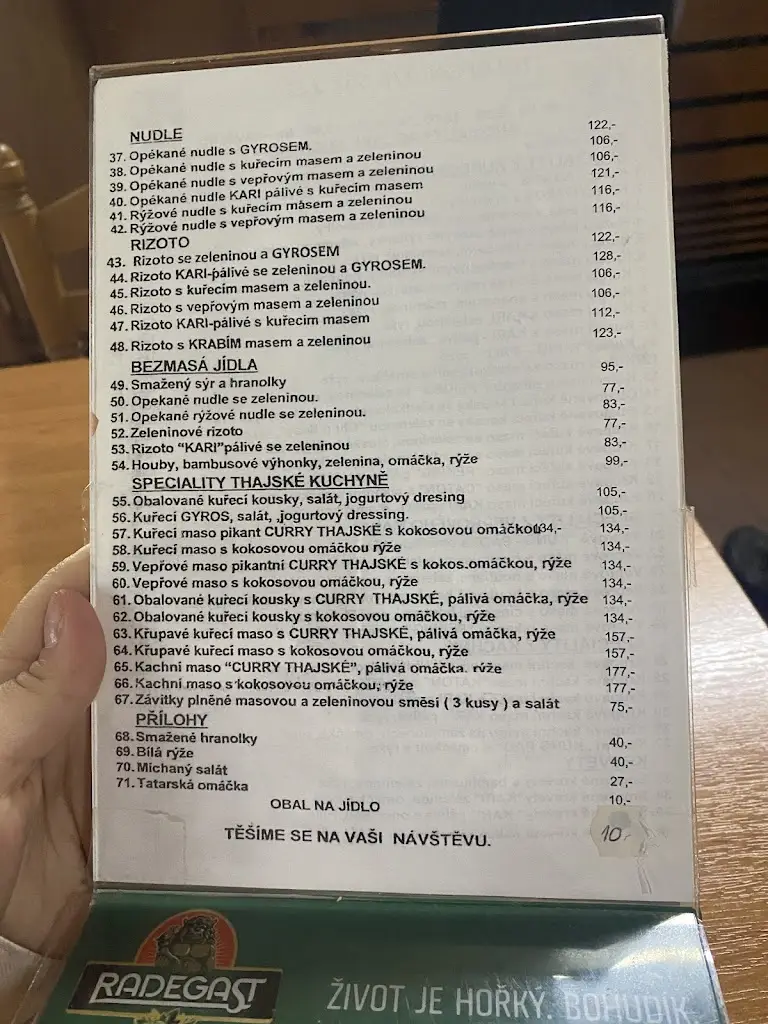 NUDLE
37. Opékané nudle s GYROSEM. 122,-
38. Opékané nudle s kuřecím masem a zeleninou 106,-
39. Opékané nudle s vepřovým masem a zeleninou 106,-
40. Opékané nudle KARI pálivé s kuřecím masem 121,-
41. Rýžové nudle s kuřecím masem a zeleninou 116,-
42. Rýžové nudle s vepřovým masem a zeleninou 116,-
RIZOTO
43. Rizoto se zeleninou a GYROSEM 122,-
44. Rizoto KARI-pálivé se zeleninou a GYROSEM. 128,-
45. Rizoto s kuřecím masem a zeleninou. 106,-
46. Rizoto s vepřovým masem a zeleninou 106,-
47. Rizoto KARI-pálivé s kuřecím masem 112,-
48. Rizoto s KRABÍM masem a zeleninou 123,-
BEZMASÁ JÍDLA
49. Smažený sýr a hranolky 95,-
50. Opekané nudle se zeleninou. 77,-
51. Opekané rýžové nudle se zeleninou. 83,-
52. Zeleninové rizoto 77,-
53. Rizoto "KARI"pálivé se zeleninou 83,-
54. Houby, bambusové výhonky, zelenina, omáčka, rýže 99,-
SPECIALITY THAJSKÉ KUCHYNĚ
55. Obalované kuřecí kousky, salát, jogurtový dresing 105,-
56. Kuřecí GYROS, salát, ,jogurtový dressing. 105,-
57. Kuřecí maso pikant CURRY THAJSKÉ s kokosovou omáčkou 134,- 134,-
58. Kuřecí maso s kokosovou omáčkou rýže 134,-
59. Vepřové maso pikantní CURRY THAJSKÉ s kokos.omáčkou, rýže 134,-
60. Vepřové maso s kokosovou omáčkou, rýže 134,-
61. Obalované kuřecí kousky s CURRY THAJSKÉ, pálivá omáčka, rýže 134,-
62. Obalované kuřecí kousky s kokosovou omáčkou, rýže 134,-
63. Křupavé kuřecí maso s CURRY THAJSKÉ, pálivá omáčka, rýže 157,-
64. Křupavé kuřecí maso s kokosovou omáčkou, rýže 157,-
65. Kachní maso "CURRY THAJSKÉ", pálivá omáčka. rýže 177,-
66. Kachní maso s kokosovou omáčkou, rýže 177,-
67. Závitky plněné masovou a zeleninovou směsí ( 3 kusy ) a salát 75,-
PŘÍLOHY
68. Smažené hranolky 40,-
69. Bílá rýže 40,-
70. Míchaný salát 27,-
71. Tatarská omáčka 10,-
OBAL NA JÍDLO 10,-
TĚŠÍME SE NA VAŠI NÁVŠTĚVU.
RADEGAST
ŽIVOT JE HOŘKÝ. BOHUDÍK